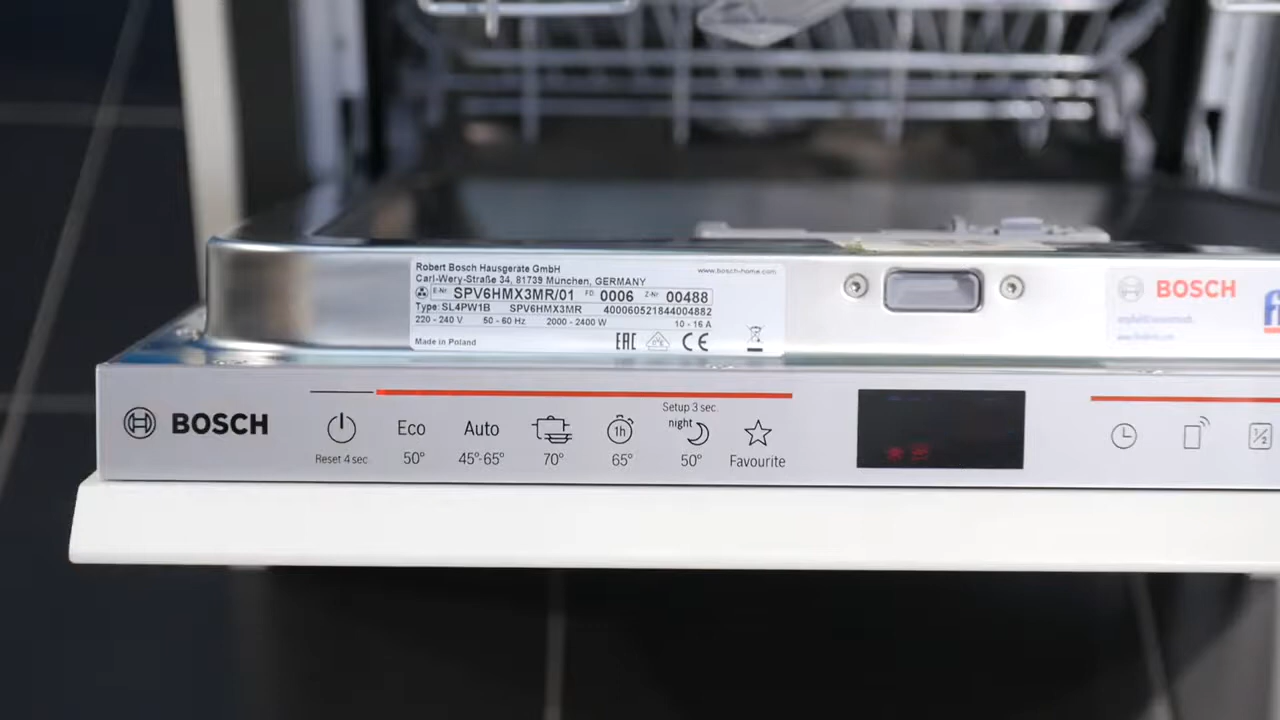 Robert Bosch Hausgeräte GmbH
www.bosch-home.com
Carl-Wery-Straße 34, 81739 München, GERMANY
E-Nr SPV6HMX3MR/01 FD 0006 Z-Nr 00488
Type SL4PW1B SPV6HMX3MR 400060521844004882
220 - 240 V 50 - 60 Hz 2000 - 2400 W 10 - 16 A
Made in Poland
EAC CE
BOSCH
BOSCH
Reset 4 sec
Eco
50°
Auto
45°-65°
70°
1h
65°
Setup 3 sec.
night
50°
Favourite
1/2